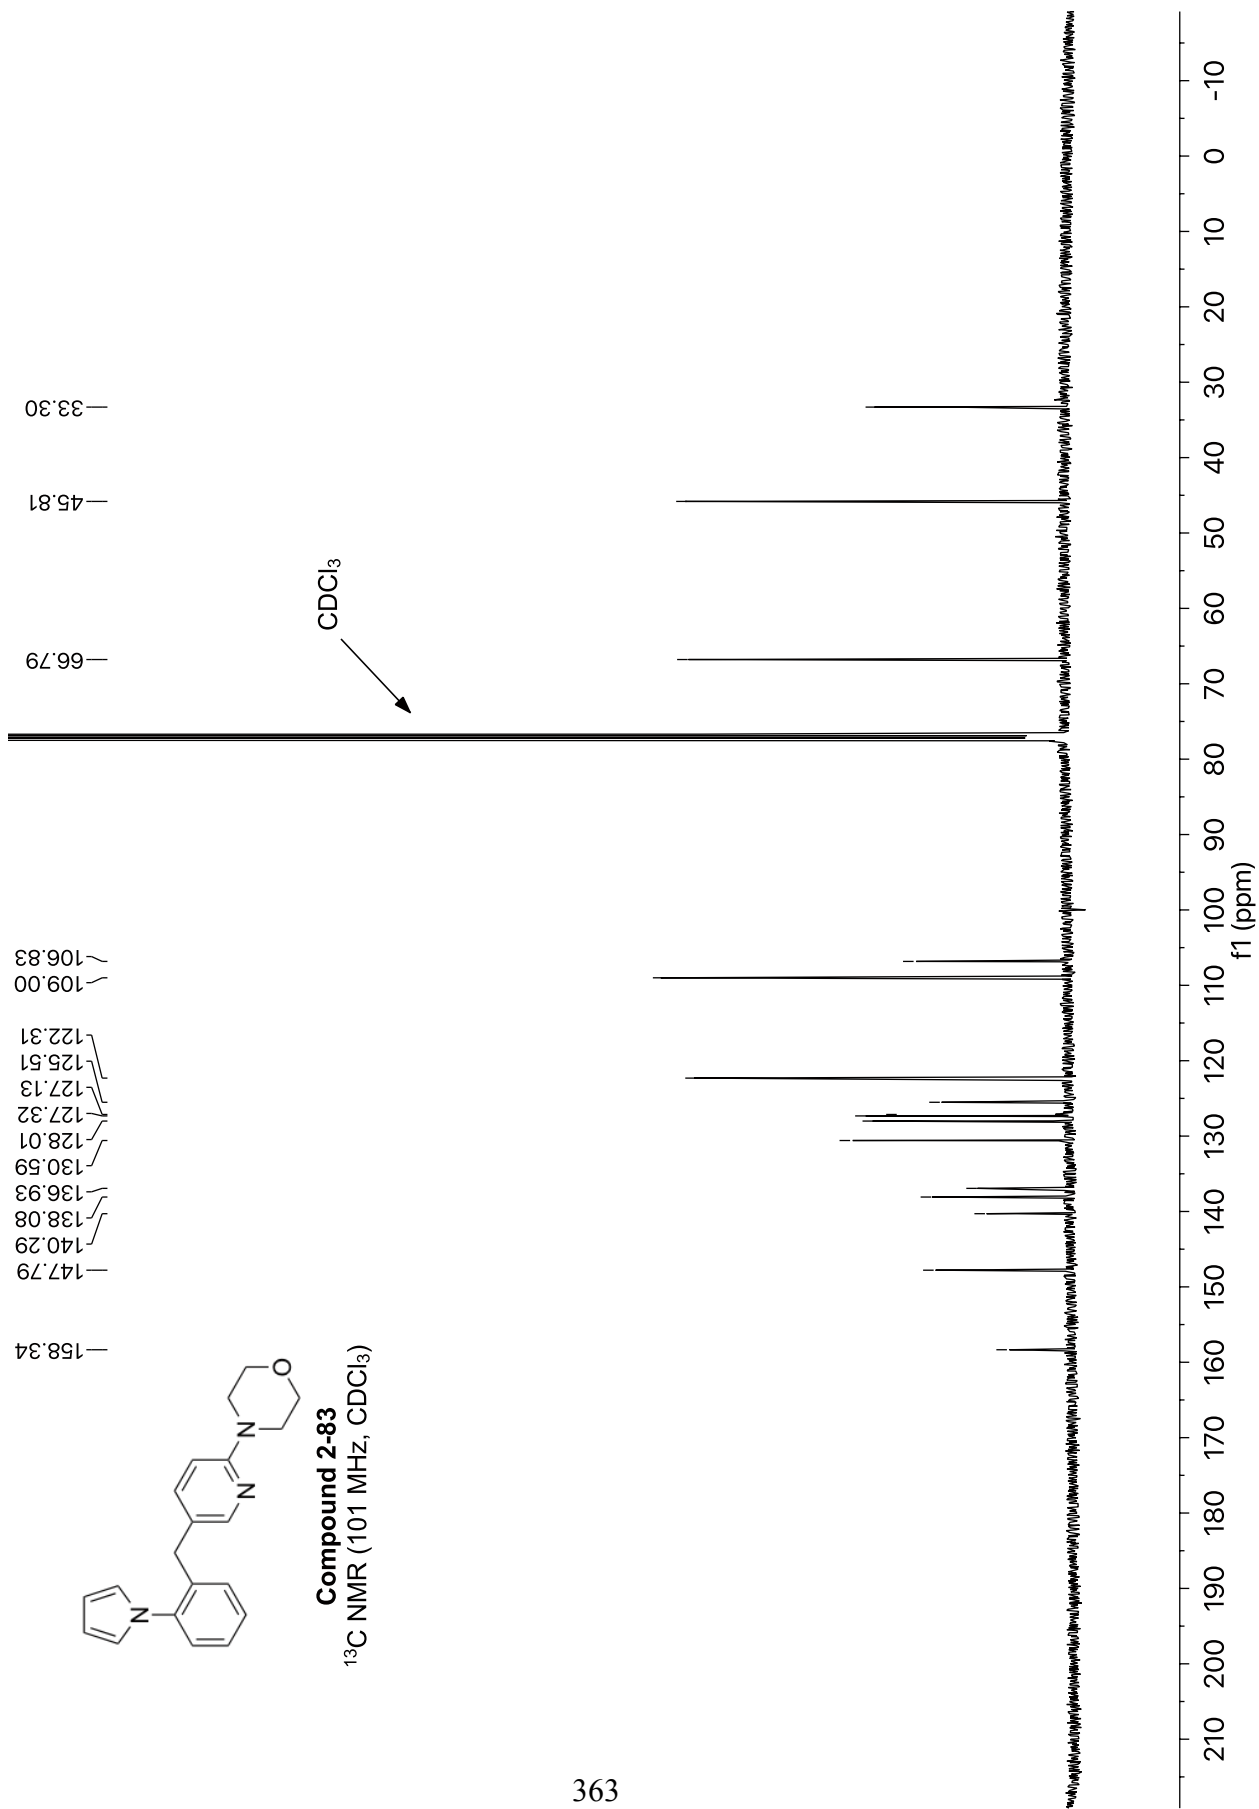 158.34
147.79
140.29
138.08
136.93
130.59
128.01
127.32
127.13
125.51
122.31
109.00
106.83
66.79
45.81
33.30
CDCl₃
N
N
N
O
Compound 2-83
¹³C NMR (101 MHz, CDCl₃)
210 200 190 180 170 160 150 140 130 120 110 100 90 80 70 60 50 40 30 20 10 0 -10
f1 (ppm)
363